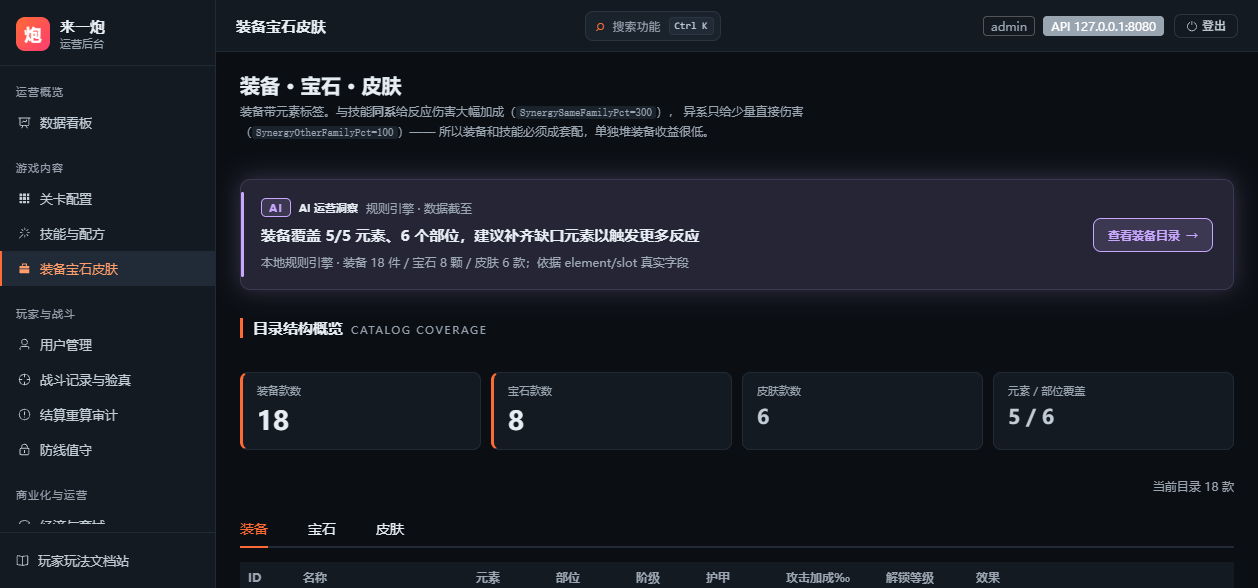 炮
来一炮
运营后台
装备宝石皮肤
搜索功能 Ctrl K
admin
API 127.0.0.1:8080
登出
运营概览
数据看板
游戏内容
关卡配置
技能与配方
装备宝石皮肤
玩家与战斗
用户管理
战斗记录与验真
结算重算审计
防线值守
商业化与运营
玩家玩法文档站
装备・宝石・皮肤
装备带元素标签。与技能同系给反应伤害大幅加成（SynergySameFamilyPct=300），异系只给少量直接伤害
（SynergyOtherFamilyPct=100）—— 所以装备和技能必须成套配，单独堆装备收益很低。
AI AI 运营洞察 规则引擎 · 数据截至
装备覆盖 5/5 元素、6 个部位，建议补齐缺口元素以触发更多反应
本地规则引擎 · 装备 18 件 / 宝石 8 颗 / 皮肤 6 款；依据 element/slot 真实字段
查看装备目录 →
目录结构概览 CATALOG COVERAGE
装备款数
18
宝石款数
8
皮肤款数
6
元素 / 部位覆盖
5 / 6
当前目录 18 款
装备 宝石 皮肤
ID 名称 元素 部位 阶级 护甲 攻击加成‰ 解锁等级 效果